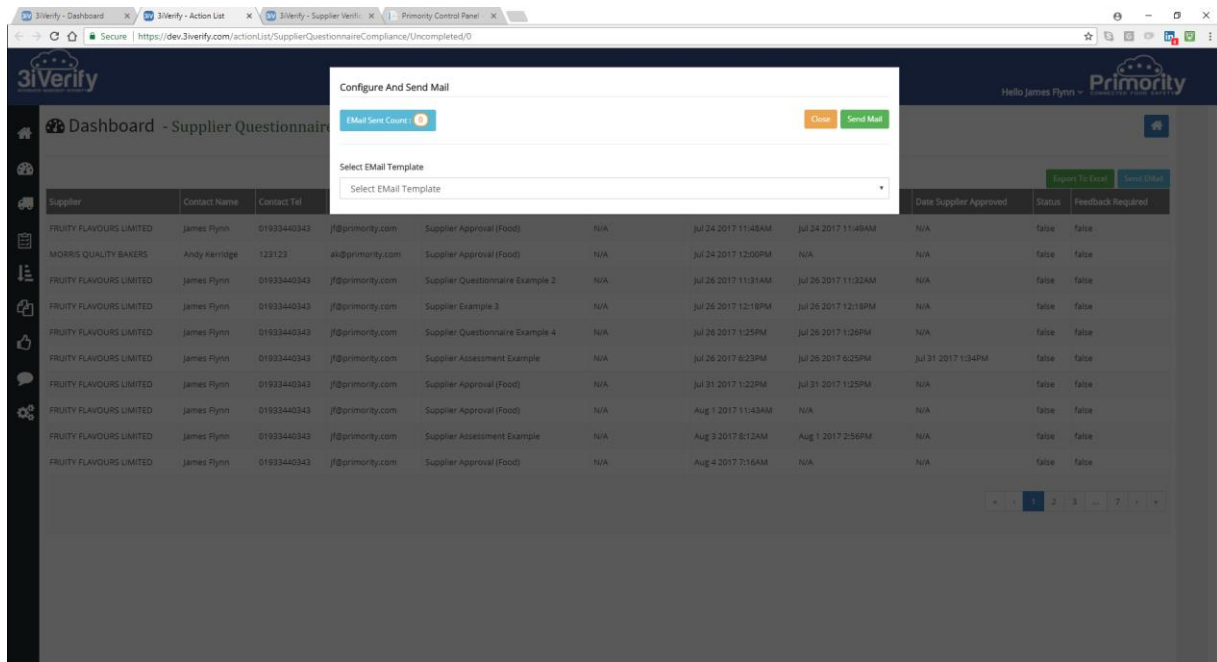 3iVerify - Dashboard
3iVerify - Action List
3iVerify - Supplier Verific
Primority Control Panel
Secure https://dev.3iverify.com/actionList/SupplierQuestionnaireCompliance/Uncompleted/0
3iVerify
Hello James Flynn
Primority
CONNECTED FOOD SAFETY
Configure And Send Mail
EMail Sent Count : 0
Close
Send Mail
Select EMail Template
Select EMail Template
Dashboard - Supplier Questionnaire
Export To Excel
Send EMail
Supplier Contact Name Contact Tel Date Supplier Approved Status Feedback Required
FRUITY FLAVOURS LIMITED James Flynn 01933440343 jf@primority.com Supplier Approval (Food) N/A Jul 24 2017 11:48AM Jul 24 2017 11:49AM N/A false false
MORRIS QUALITY BAKERS Andy Kerridge 123123 ak@primority.com Supplier Approval (Food) N/A Jul 24 2017 12:00PM N/A N/A false false
FRUITY FLAVOURS LIMITED James Flynn 01933440343 jf@primority.com Supplier Questionnaire Example 2 N/A Jul 26 2017 11:31AM Jul 26 2017 11:32AM N/A false false
FRUITY FLAVOURS LIMITED James Flynn 01933440343 jf@primority.com Supplier Example 3 N/A Jul 26 2017 12:18PM Jul 26 2017 12:18PM N/A false false
FRUITY FLAVOURS LIMITED James Flynn 01933440343 jf@primority.com Supplier Questionnaire Example 4 N/A Jul 26 2017 1:25PM Jul 26 2017 1:26PM N/A false false
FRUITY FLAVOURS LIMITED James Flynn 01933440343 jf@primority.com Supplier Assessment Example N/A Jul 26 2017 6:23PM Jul 26 2017 6:25PM Jul 31 2017 1:34PM false false
FRUITY FLAVOURS LIMITED James Flynn 01933440343 jf@primority.com Supplier Approval (Food) N/A Jul 31 2017 1:22PM Jul 31 2017 1:25PM N/A false false
FRUITY FLAVOURS LIMITED James Flynn 01933440343 jf@primority.com Supplier Approval (Food) N/A Aug 1 2017 11:43AM N/A N/A false false
FRUITY FLAVOURS LIMITED James Flynn 01933440343 jf@primority.com Supplier Assessment Example N/A Aug 3 2017 8:12AM Aug 1 2017 2:56PM N/A false false
FRUITY FLAVOURS LIMITED James Flynn 01933440343 jf@primority.com Supplier Approval (Food) N/A Aug 4 2017 7:16AM N/A N/A false false
« ‹ 1 2 3 ... 7 › »